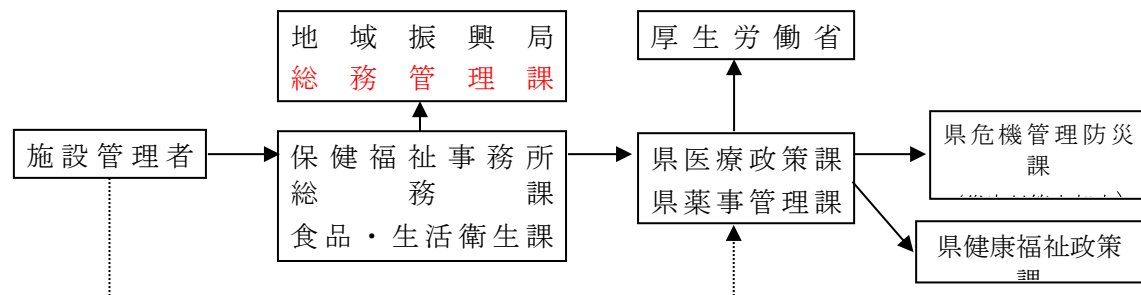 地域振興局
総務管理課
厚生労働省
施設管理者
保健福祉事務所
総務課
食品・生活衛生課
県医療政策課
県薬事管理課
県危機管理防災
課
県健康福祉政策
課